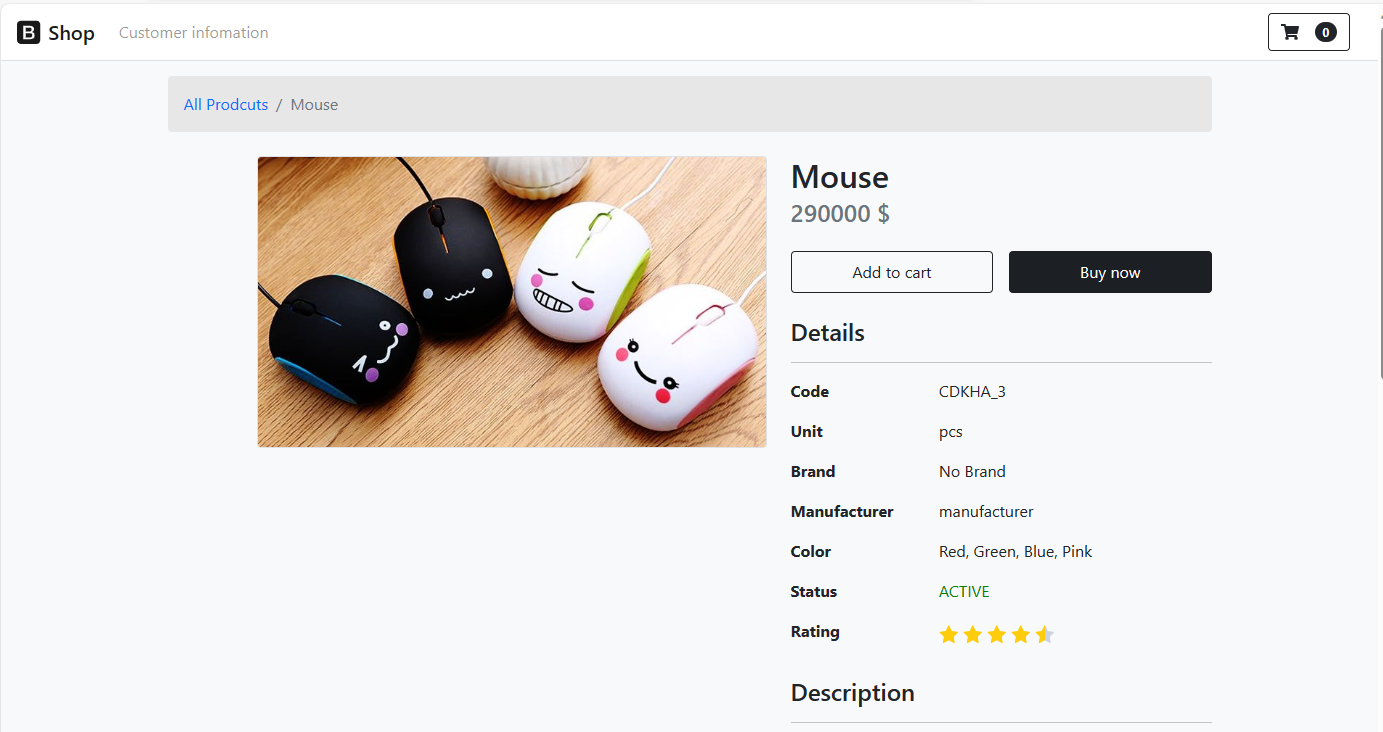 B Shop Customer infomation 0
All Prodcuts / Mouse
Mouse
290000 $
Add to cart Buy now
Details
Code CDKHA_3
Unit pcs
Brand No Brand
Manufacturer manufacturer
Color Red, Green, Blue, Pink
Status ACTIVE
Rating
Description